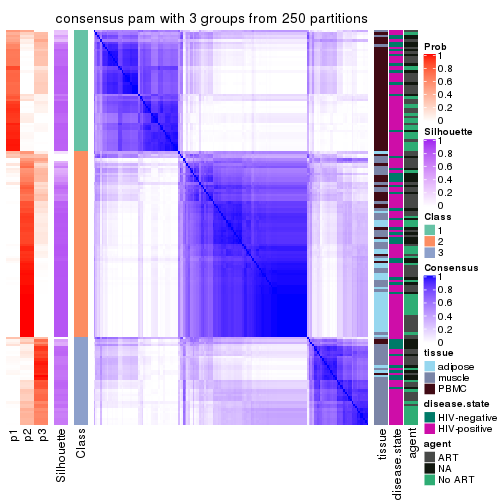 consensus pam with 3 groups from 250 partitions
Prob
1
0.8
0.6
0.4
0.2
0
Silhouette
1
0.8
0.6
0.4
0.2
0
Class
1
2
3
Consensus
1
0.8
0.6
0.4
0.2
0
tissue
adipose
muscle
PBMC
disease.state
HIV-negative
HIV-positive
agent
ART
NA
No ART
p1
p2
p3
Silhouette
Class
tissue
disease.state
agent